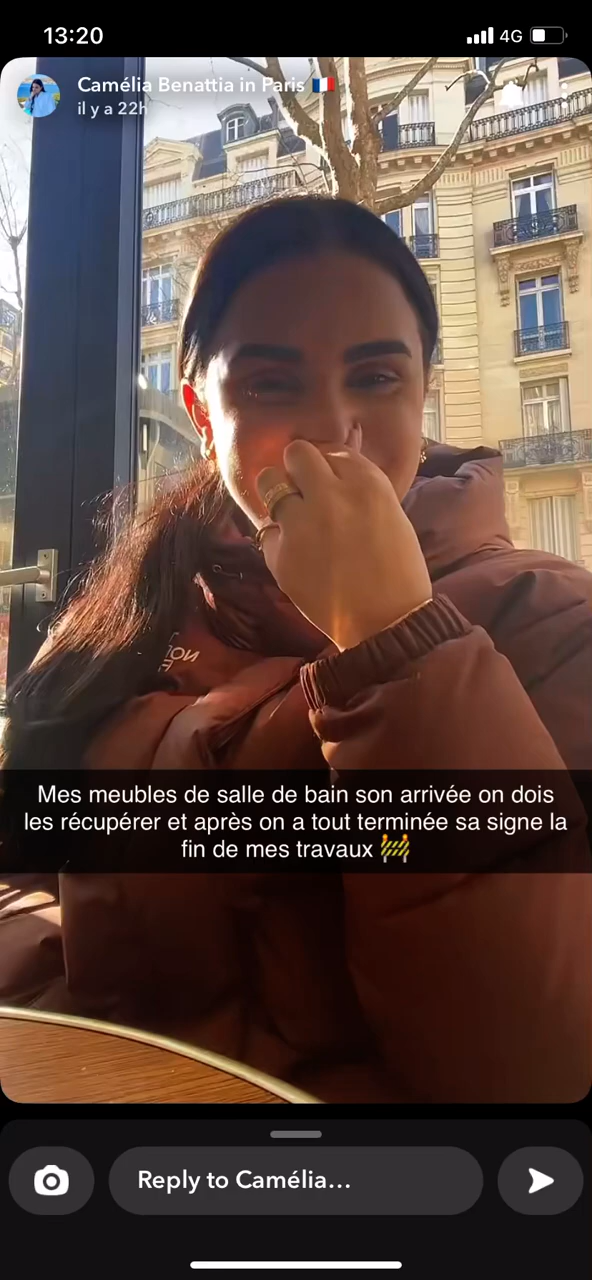 13:20
4G
Camélia Benattia in Paris 🇫🇷
il y a 22h
Mes meubles de salle de bain son arrivée on dois
les récupérer et après on a tout terminée sa signe la
fin de mes travaux 🚧
Reply to Camélia...